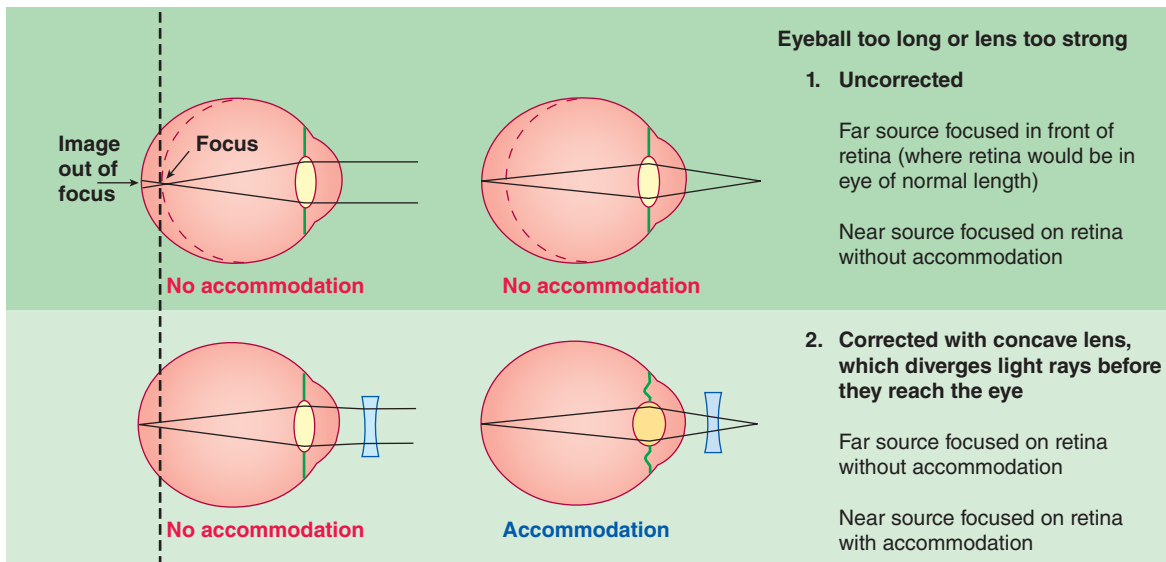 Eyeball too long or lens too strong
1. Uncorrected
Far source focused in front of
retina (where retina would be in
eye of normal length)
Near source focused on retina
without accommodation
Image
out of
focus
Focus
No accommodation
No accommodation
2. Corrected with concave lens,
which diverges light rays before
they reach the eye
Far source focused on retina
without accommodation
Near source focused on retina
with accommodation
No accommodation
Accommodation